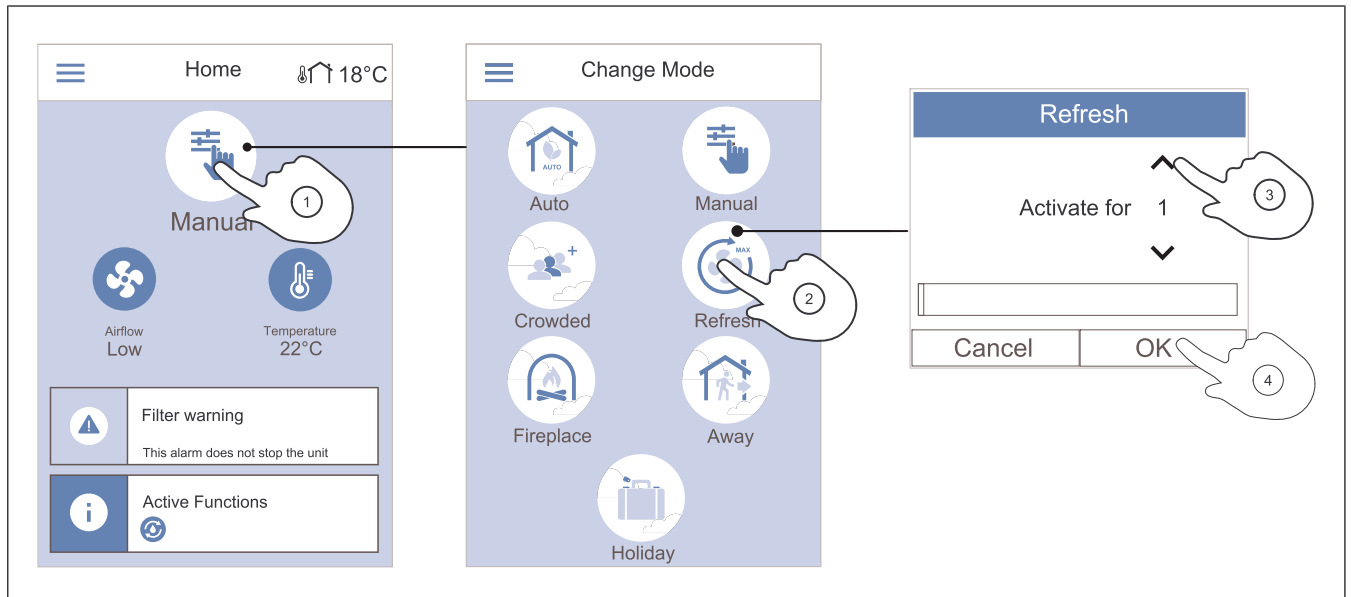 Home
18°C
Manual
1
Airflow
Low
Temperature
22°C
Filter warning
This alarm does not stop the unit
i
Active Functions
Change Mode
AUTO
Auto
Manual
Crowded
MAX
Refresh
2
Fireplace
Away
Holiday
Refresh
Activate for 1
3
Cancel
OK
4